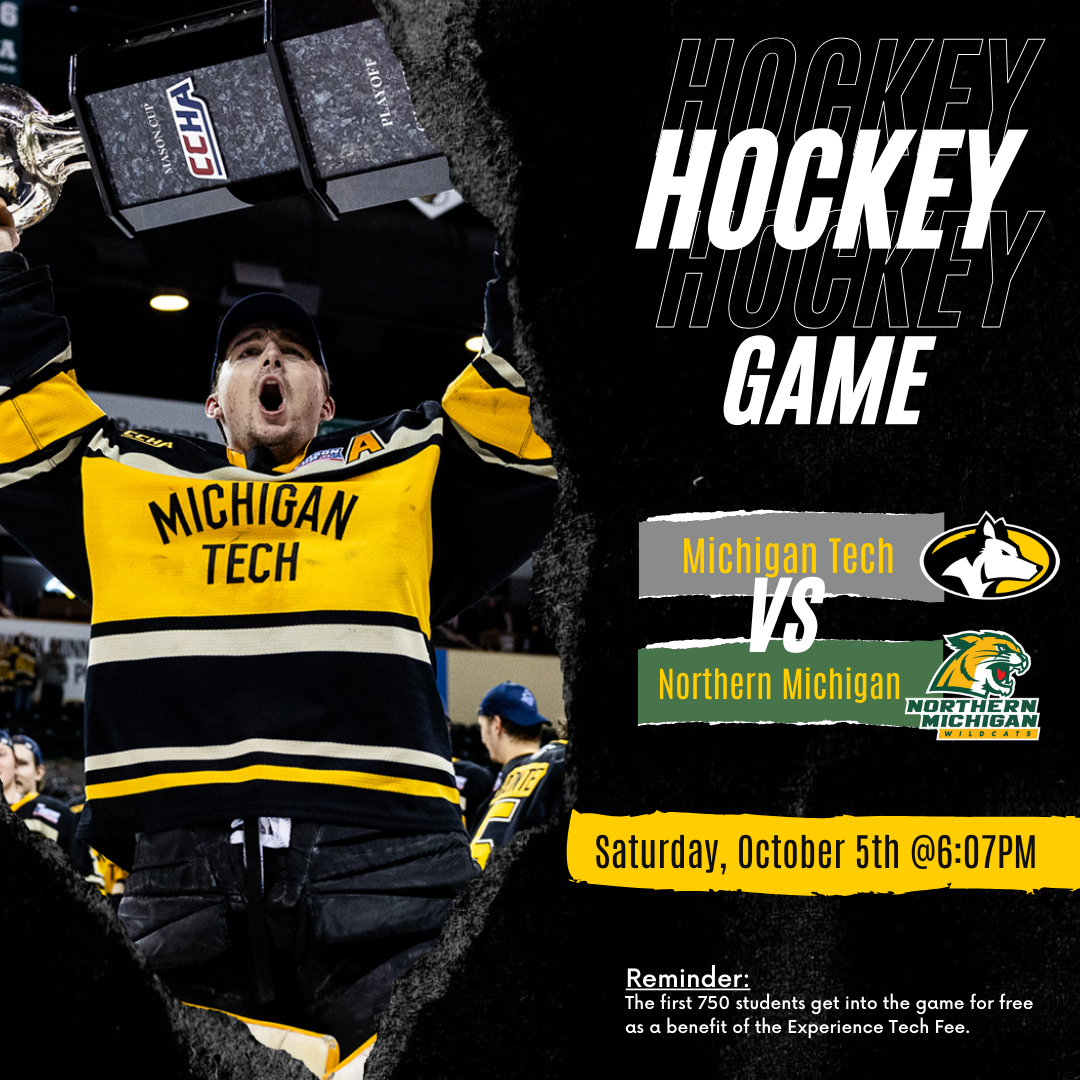 MASON CUP
CCHA
PLAYOFF
CCHA
A
MICHIGAN
TECH
HOCKEY
HOCKEY
HOCKEY
GAME
Michigan Tech
VS
Northern Michigan
NORTHERN
MICHIGAN
WILDCATS
Saturday, October 5th @6:07PM
Reminder:
The first 750 students get into the game for free
as a benefit of the Experience Tech Fee.